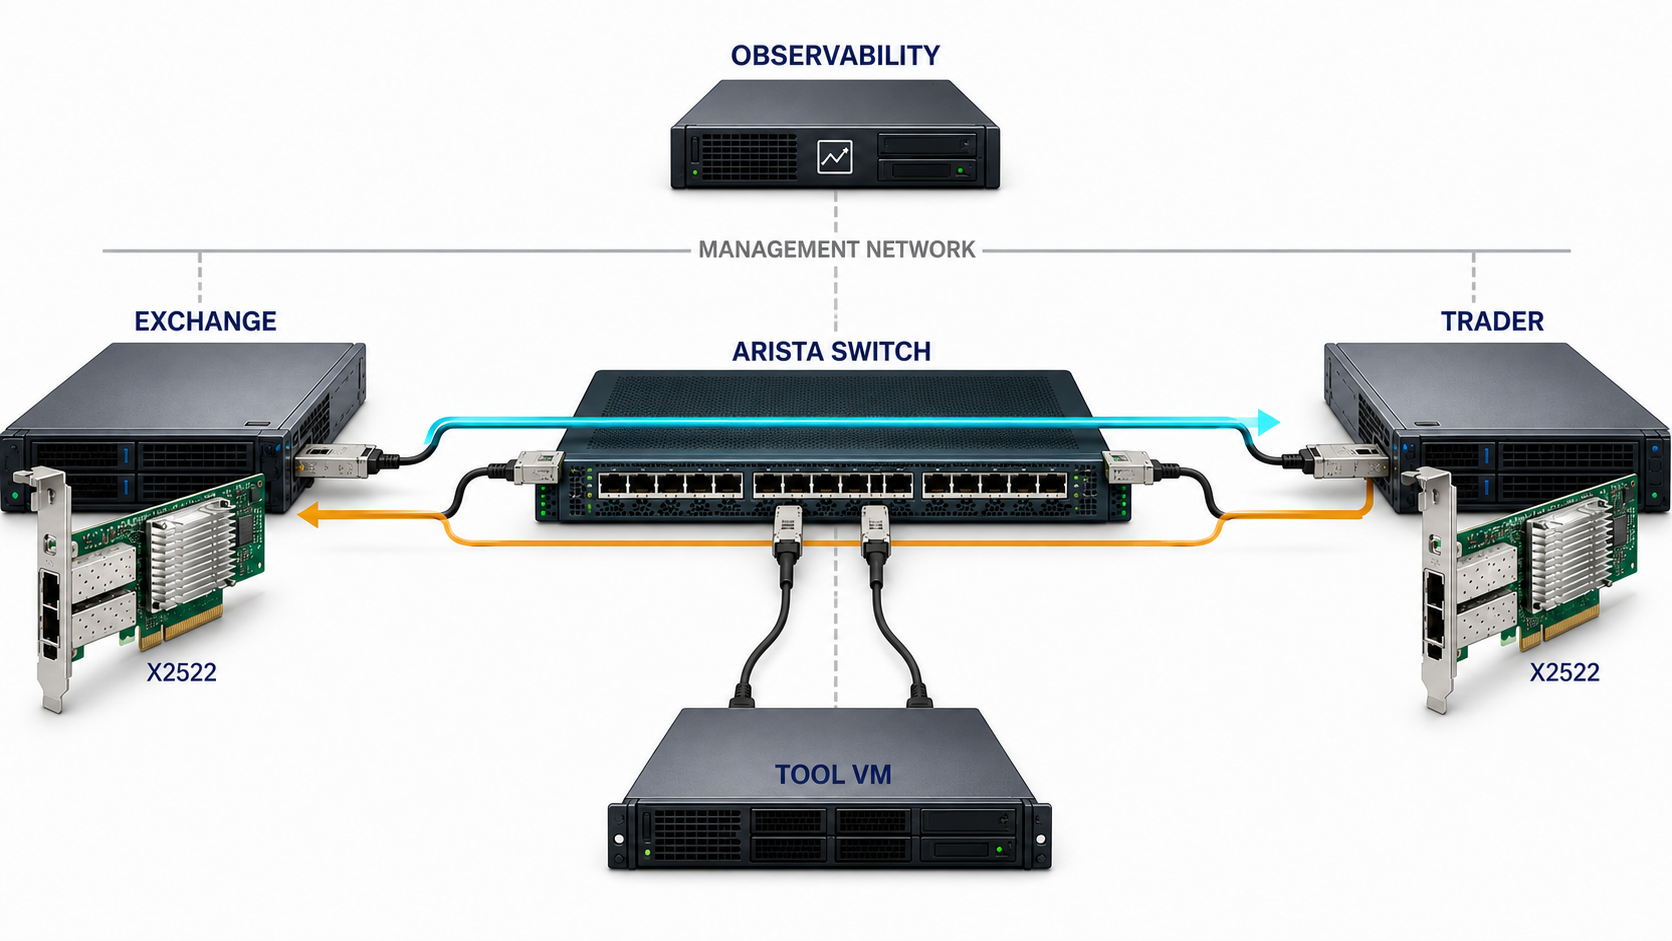 OBSERVABILITY
MANAGEMENT NETWORK
EXCHANGE
TRADER
ARISTA SWITCH
X2522
X2522
TOOL VM